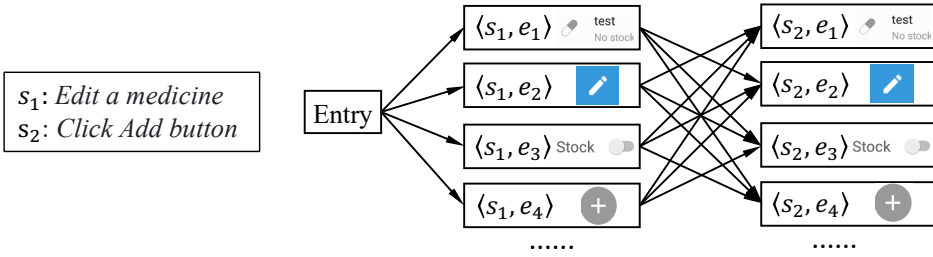 s₁: Edit a medicine
s₂: Click Add button
Entry
⟨s₁, e₁⟩ test No stock
⟨s₁, e₂⟩
⟨s₁, e₃⟩ Stock
⟨s₁, e₄⟩ +
......
⟨s₂, e₁⟩ test No stock
⟨s₂, e₂⟩
⟨s₂, e₃⟩ Stock
⟨s₂, e₄⟩ +
......